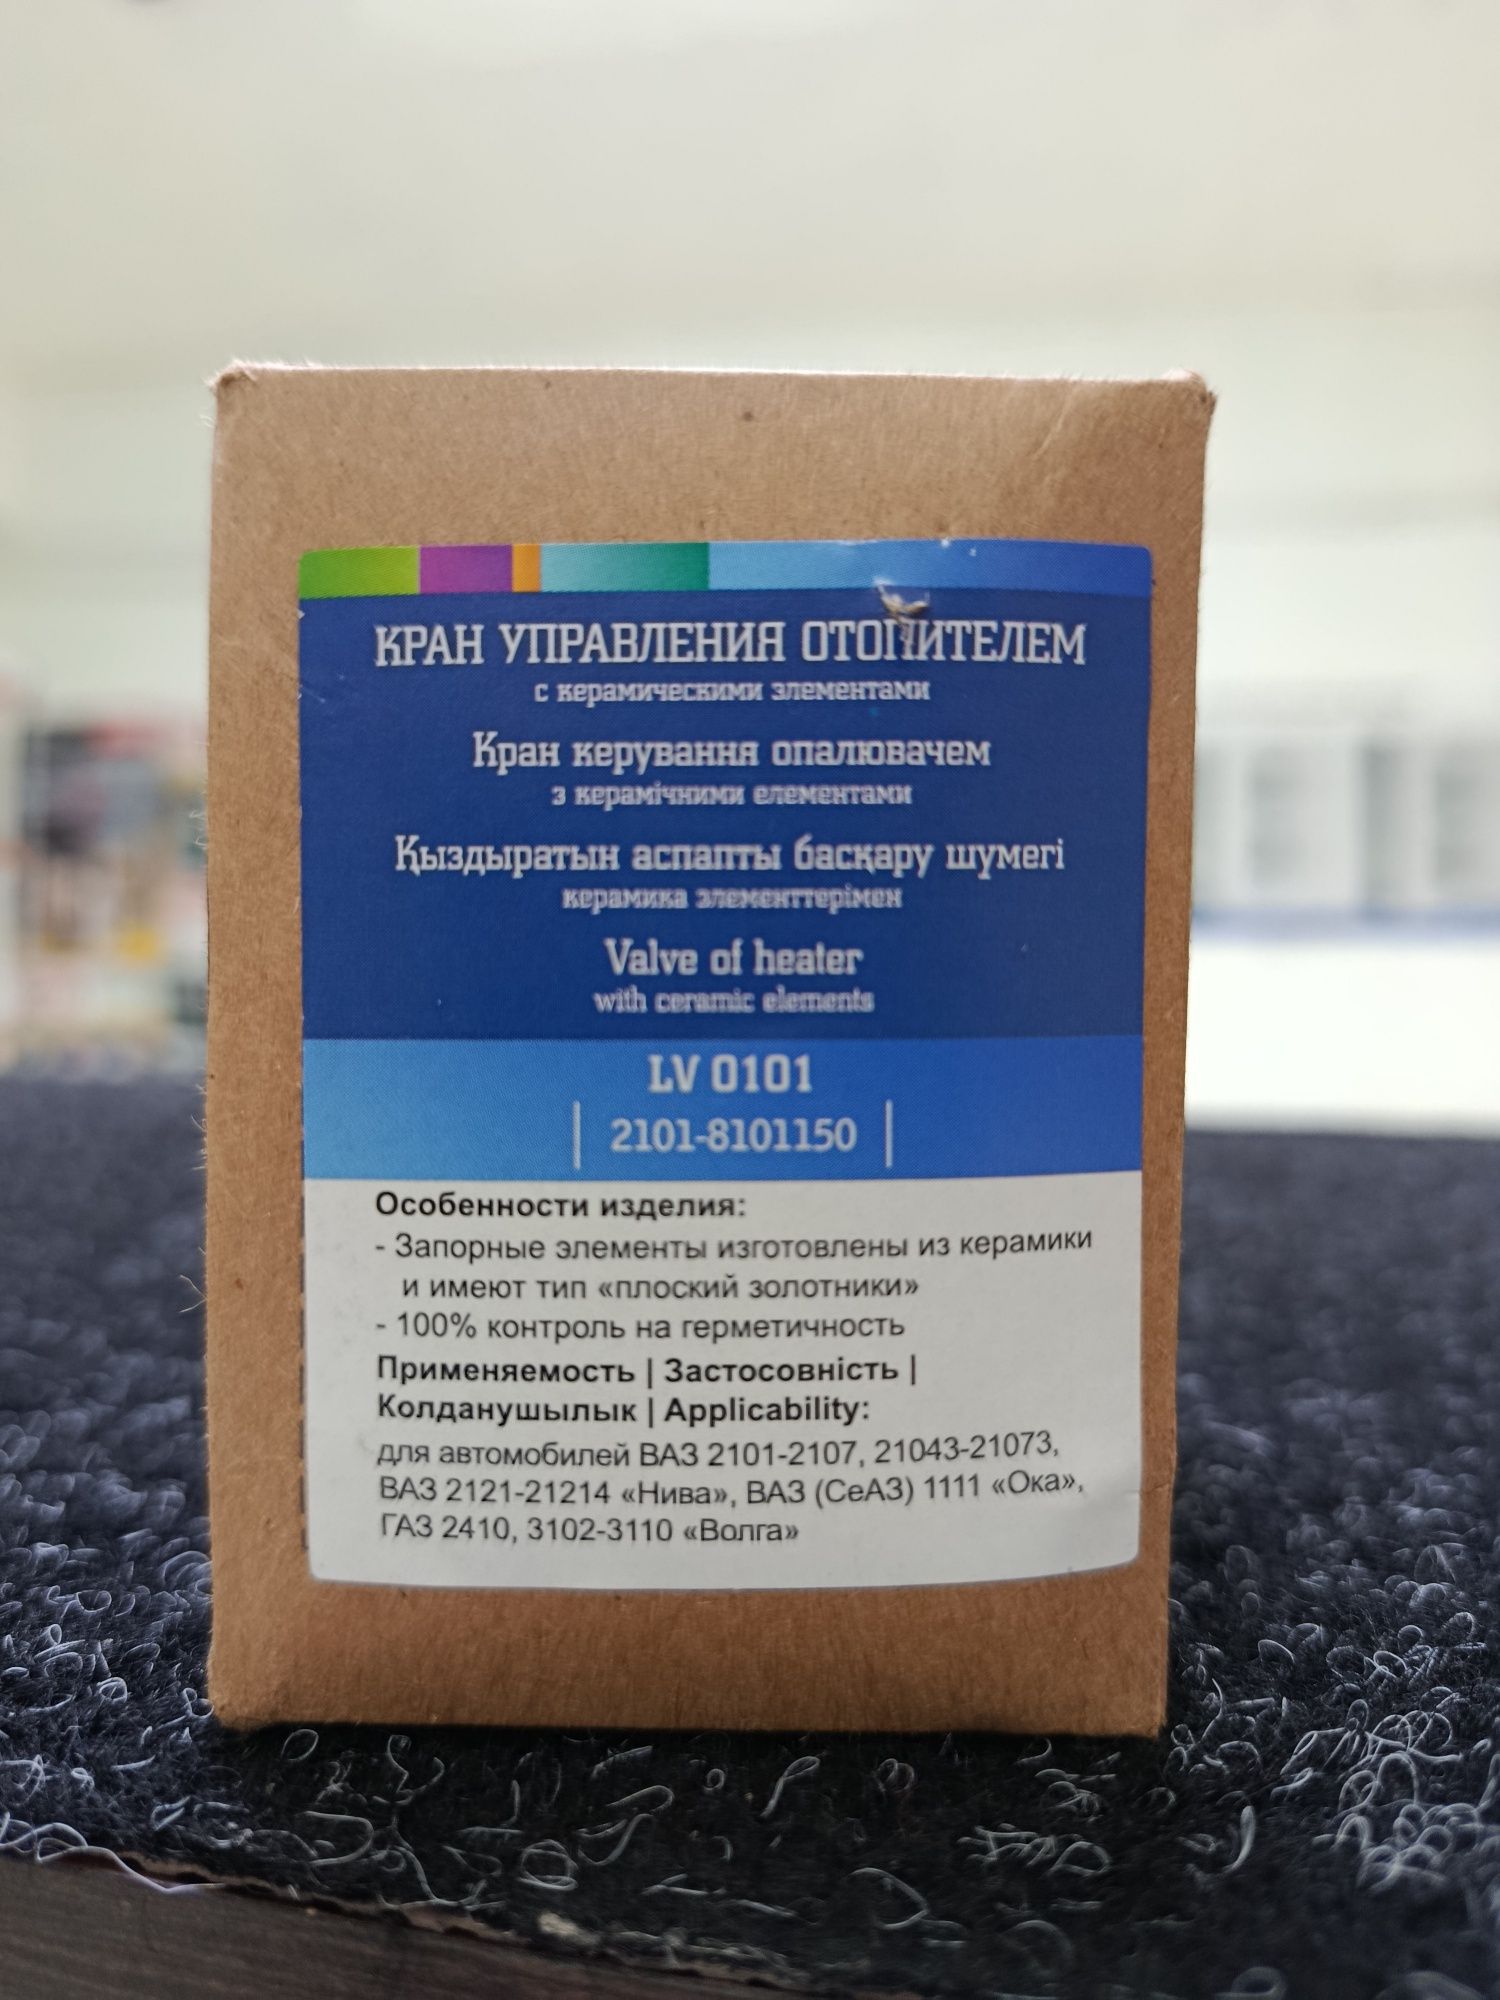 КРАН УПРАВЛЕНИЯ ОТОПИТЕЛЕМ
с керамическими элементами
Кран керування опалювачем
з керамічними елементами
Қыздыратын аспапты басқару шумегі
керамика элементтерімен
Valve of heater
with ceramic elements
LV 0101
2101-8101150
Особенности изделия:
- Запорные элементы изготовлены из керамики
и имеют тип «плоский золотники»
- 100% контроль на герметичность
Применяемость | Застосовність |
Колданушылык | Applicability:
для автомобилей ВАЗ 2101-2107, 21043-21073,
ВАЗ 2121-21214 «Нива», ВАЗ (СеАЗ) 1111 «Ока»,
ГАЗ 2410, 3102-3110 «Волга»